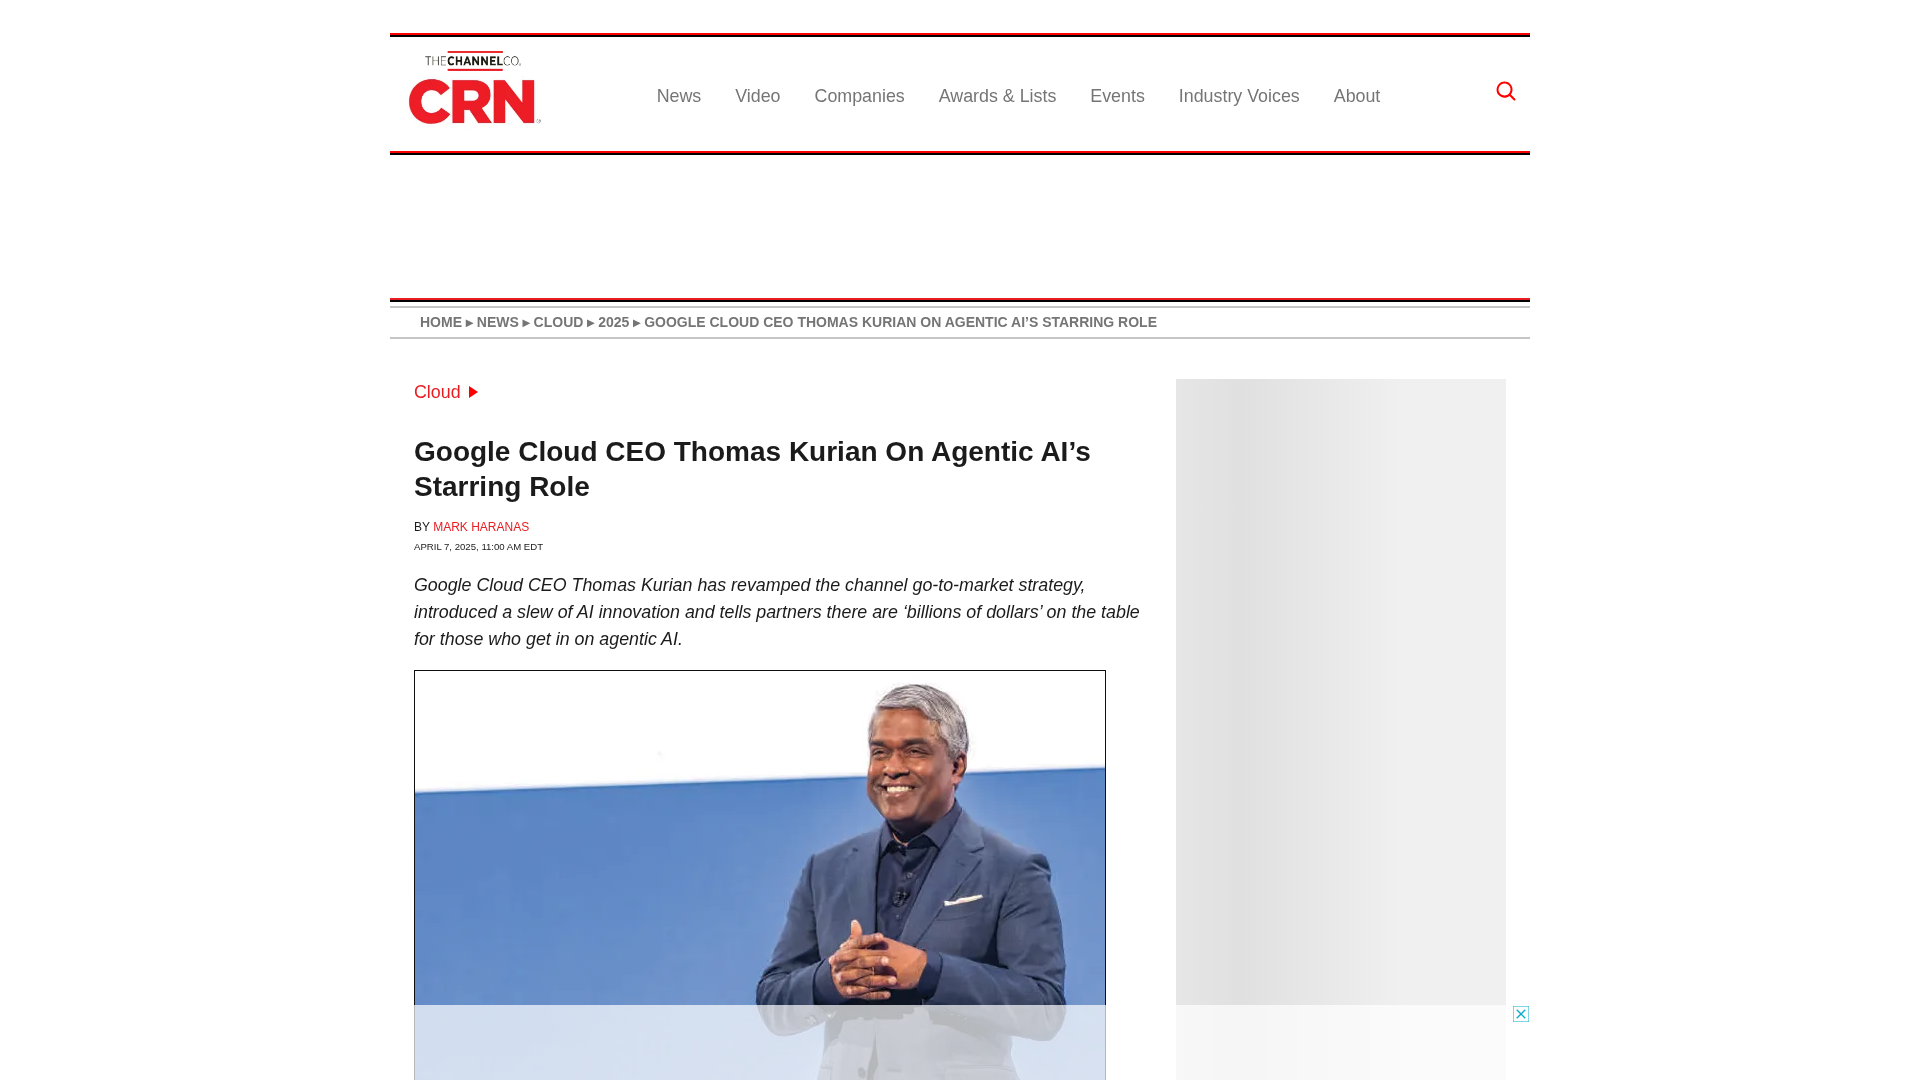 THECHANNELCO.
CRN
News Video Companies Awards & Lists Events Industry Voices About
HOME ▸ NEWS ▸ CLOUD ▸ 2025 ▸ GOOGLE CLOUD CEO THOMAS KURIAN ON AGENTIC AI’S STARRING ROLE
Cloud
Google Cloud CEO Thomas Kurian On Agentic AI’s
Starring Role
BY MARK HARANAS
APRIL 7, 2025, 11:00 AM EDT
Google Cloud CEO Thomas Kurian has revamped the channel go-to-market strategy,
introduced a slew of AI innovation and tells partners there are ‘billions of dollars’ on the table
for those who get in on agentic AI.